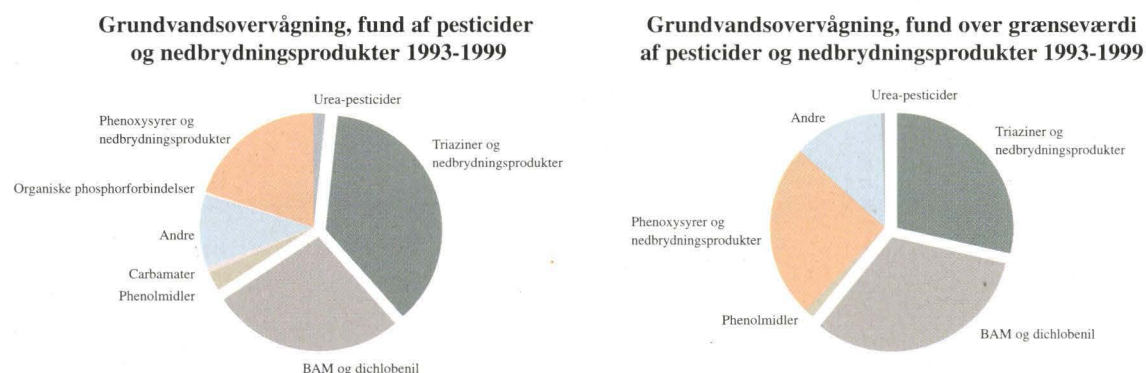 Grundvandsovervågning, fund af pesticider
og nedbrydningsprodukter 1993-1999
Urea-pesticider
Phenoxysyrer og
nedbrydningsprodukter
Triaziner og
nedbrydningsprodukter
Organiske phosphorforbindelser
Andre
Carbamater
Phenolmidler
BAM og dichlobenil
Grundvandsovervågning, fund over grænseværdi
af pesticider og nedbrydningsprodukter 1993-1999
Urea-pesticider
Andre
Triaziner og
nedbrydningsprodukter
Phenoxysyrer og
nedbrydningsprodukter
Phenolmidler
BAM og dichlobenil